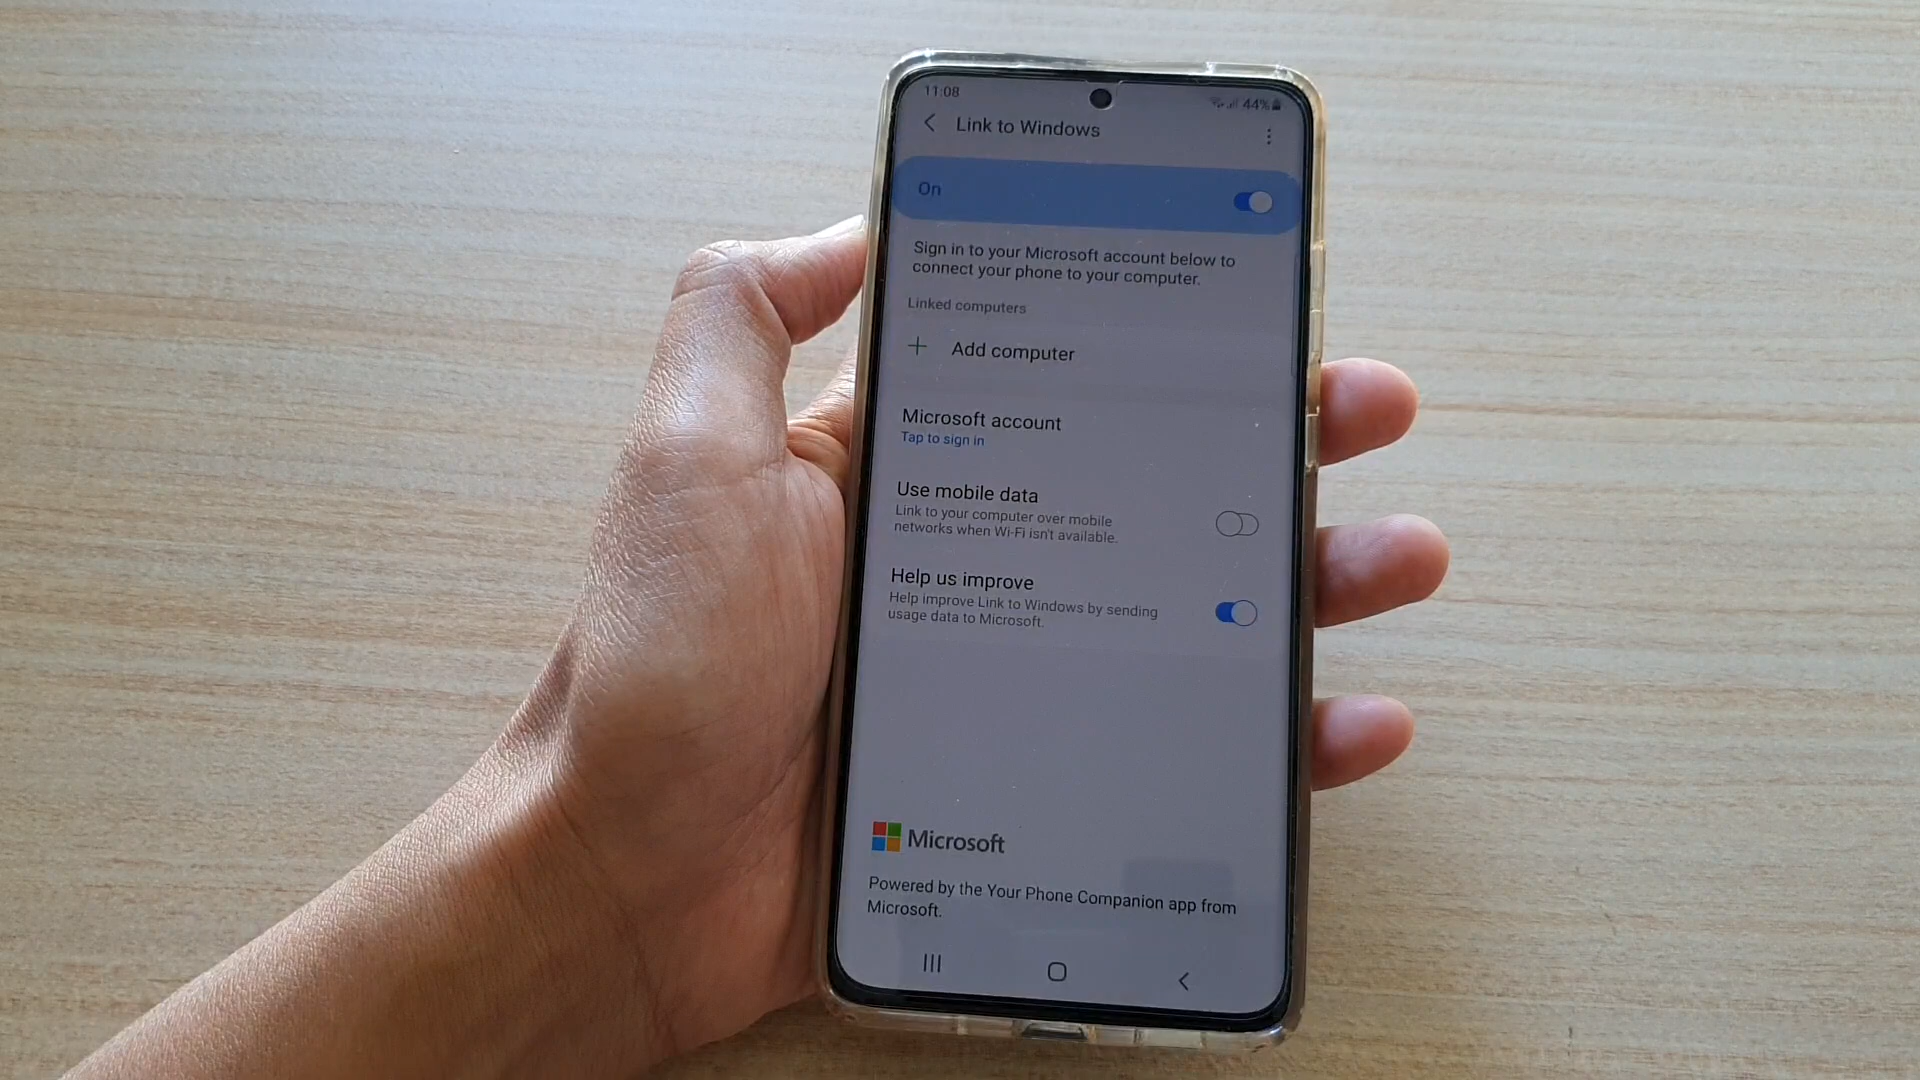 11:08
44%
Link to Windows
On
Sign in to your Microsoft account below to
connect your phone to your computer.
Linked computers
Add computer
Microsoft account
Tap to sign in
Use mobile data
Link to your computer over mobile
networks when Wi-Fi isn't available.
Help us improve
Help improve Link to Windows by sending
usage data to Microsoft.
Microsoft
Powered by the Your Phone Companion app from
Microsoft.